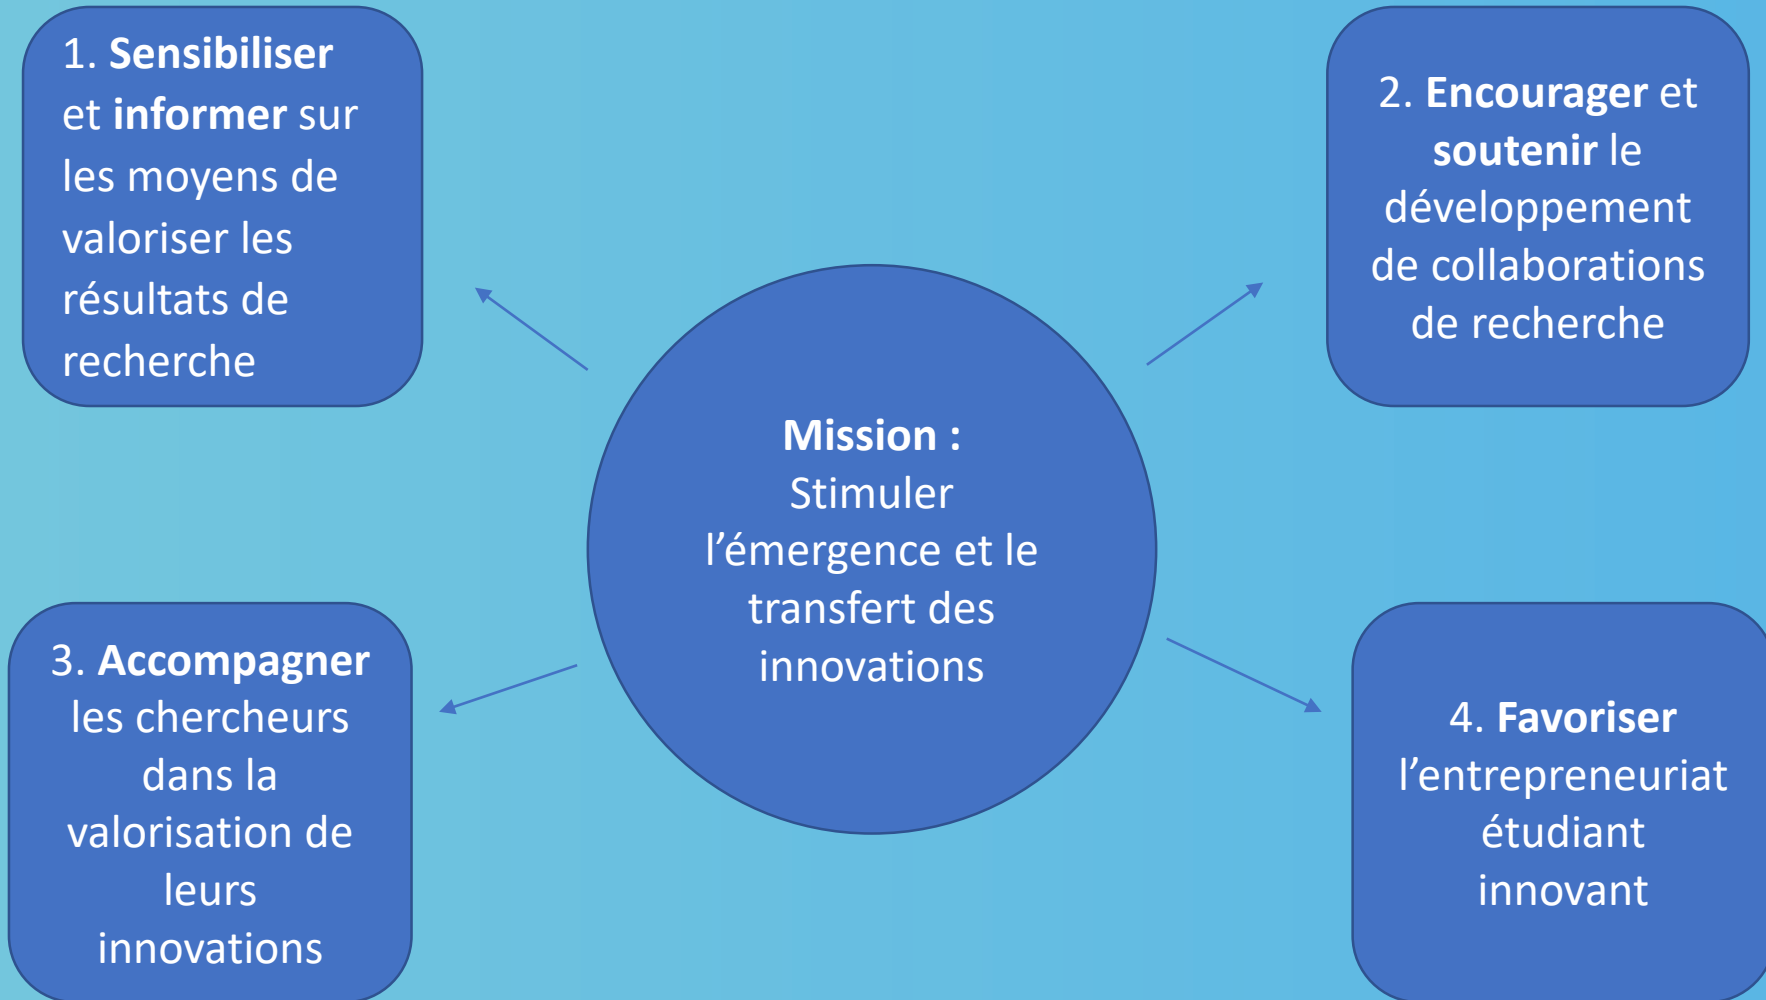 1. Sensibiliser
et informer sur
les moyens de
valoriser les
résultats de
recherche
2. Encourager et
soutenir le
développement
de collaborations
de recherche
Mission :
Stimuler
l’émergence et le
transfert des
innovations
3. Accompagner
les chercheurs
dans la
valorisation de
leurs
innovations
4. Favoriser
l’entrepreneuriat
étudiant
innovant